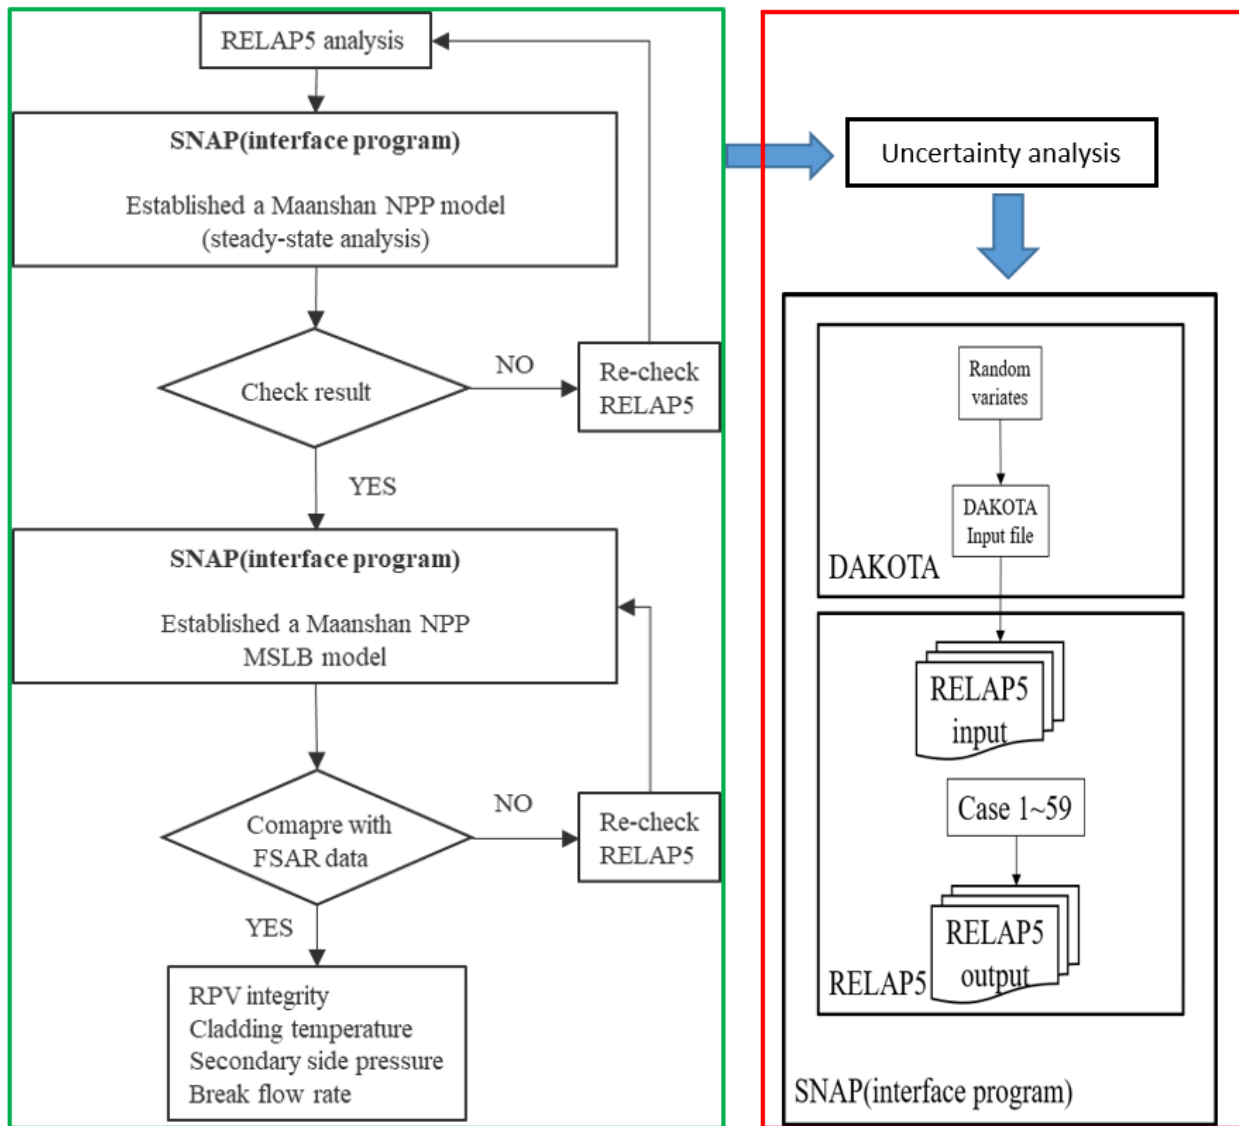 RELAP5 analysis
SNAP(interface program)
Established a Maanshan NPP model
(steady-state analysis)
Check result
NO
Re-check
RELAP5
YES
SNAP(interface program)
Established a Maanshan NPP
MSLB model
Comapre with
FSAR data
NO
Re-check
RELAP5
YES
RPV integrity
Cladding temperature
Secondary side pressure
Break flow rate
Uncertainty analysis
Random
variates
DAKOTA
Input file
DAKOTA
RELAP5
input
Case 1~59
RELAP5
output
RELAP5
SNAP(interface program)